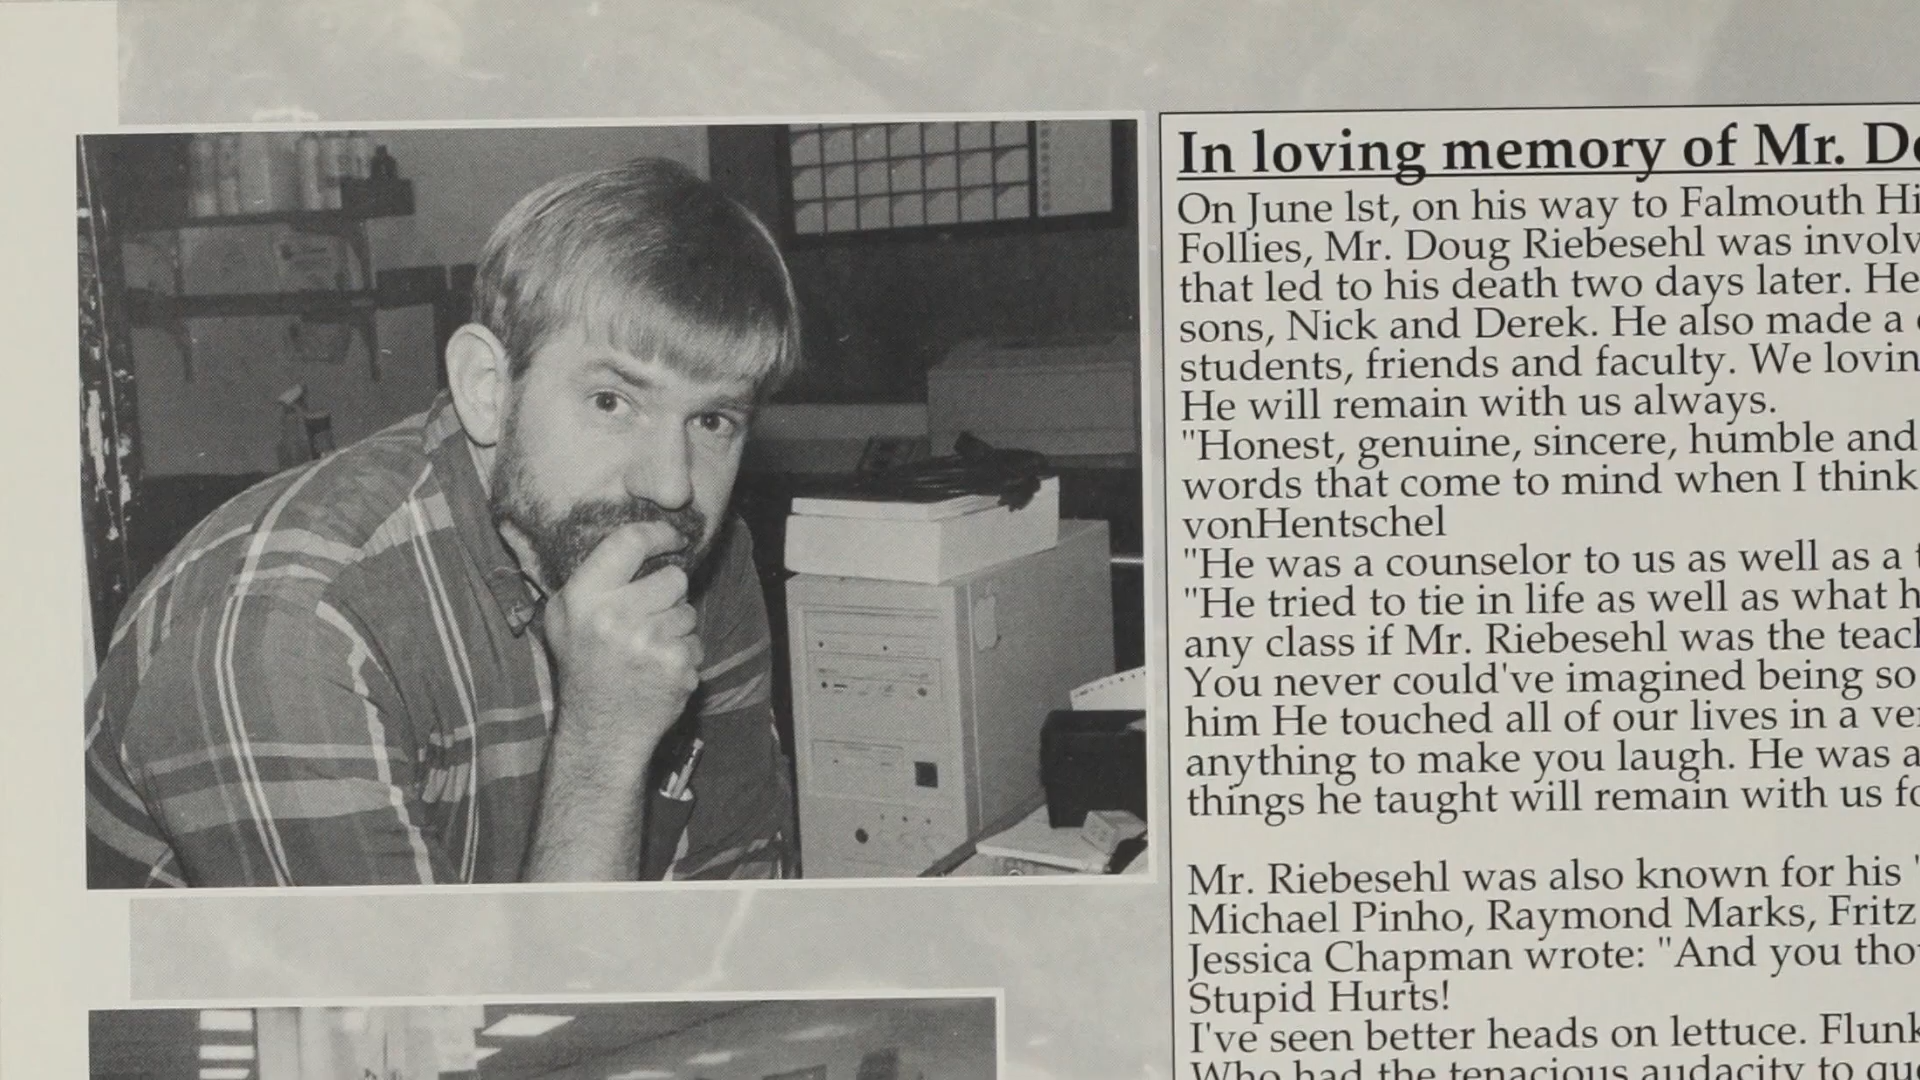 In loving memory of Mr.
On June 1st, on his way to Falmouth
Follies, Mr. Doug Riebesehl was
that led to his death two days later. He
sons, Nick and Derek. He also made a
students, friends and faculty. We
He will remain with us always.
"Honest, genuine, sincere, humble and
words that come to mind when I think
vonHentschel
"He was a counselor to us as well as a
"He tried to tie in life as well as what
any class if Mr. Riebesehl was the
You never could've imagined being so
him He touched all of our lives in a
anything to make you laugh. He was
things he taught will remain with us
Mr. Riebesehl was also known for his
Michael Pinho, Raymond Marks, Fritz
Jessica Chapman wrote: "And you
Stupid Hurts!
I've seen better heads on lettuce.
Who had the tenacious audacity to